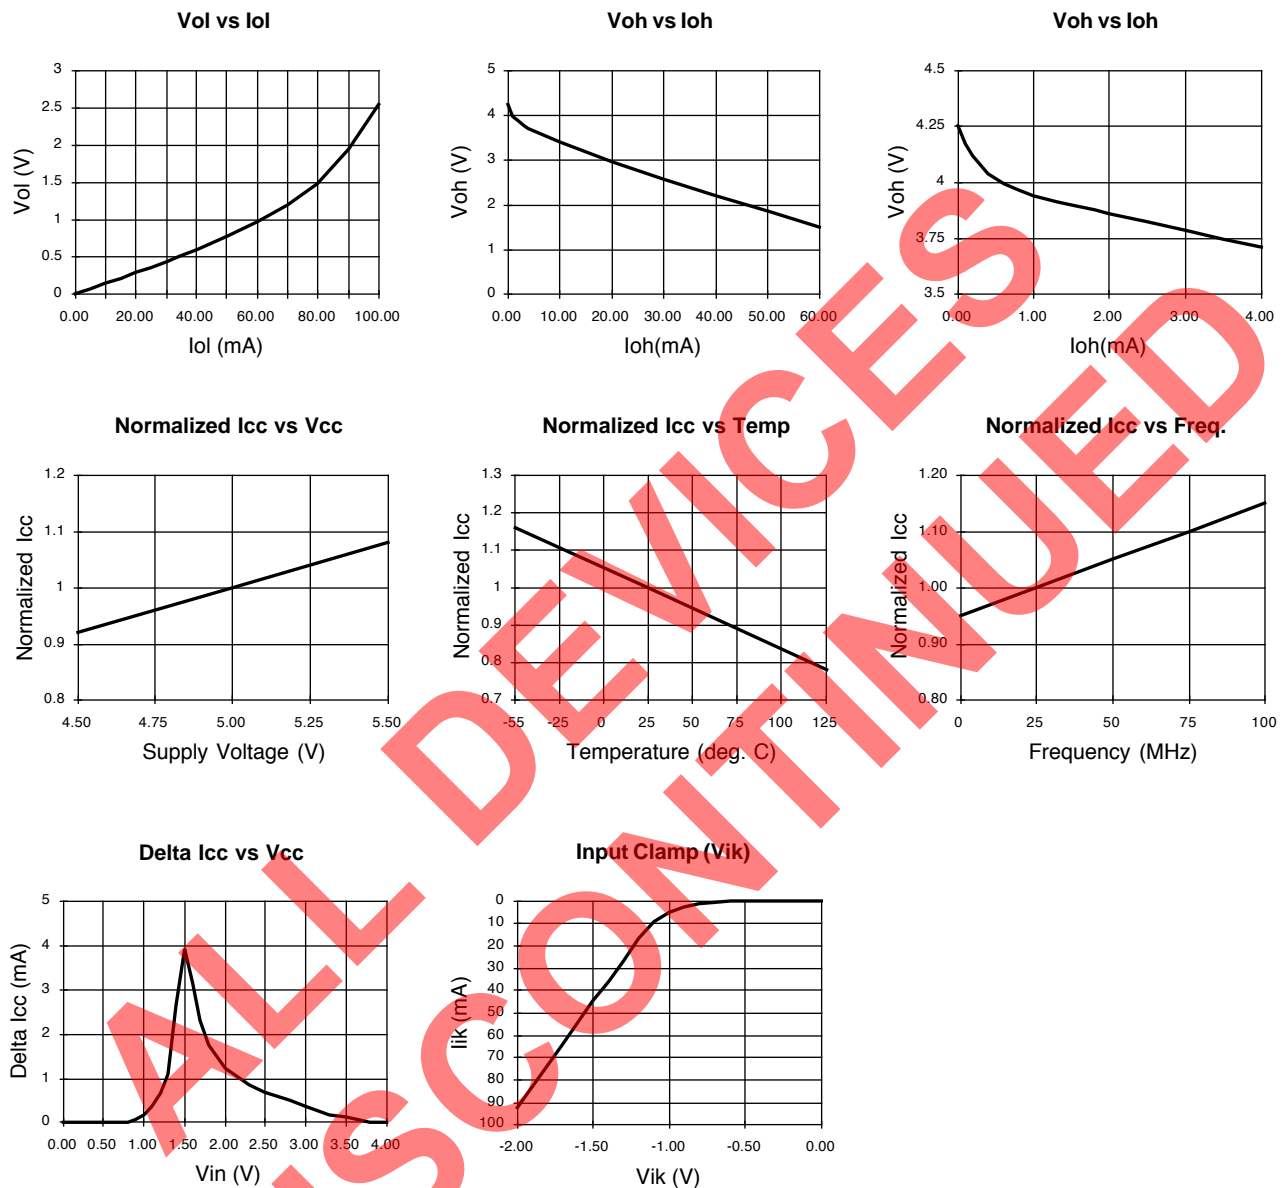 Vol vs Iol
3
2.5
2
1.5
1
0.5
0
Vol (V)
0.00 20.00 40.00 60.00 80.00 100.00
Iol (mA)
Voh vs Ioh
5
4
3
2
1
0
Voh (V)
0.00 10.00 20.00 30.00 40.00 50.00 60.00
Ioh(mA)
Voh vs Ioh
4.5
4.25
4
3.75
3.5
Voh (V)
0.00 1.00 2.00 3.00 4.00
Ioh(mA)
Normalized Icc vs Vcc
1.2
1.1
1
0.9
0.8
Normalized Icc
4.50 4.75 5.00 5.25 5.50
Supply Voltage (V)
Normalized Icc vs Temp
1.3
1.2
1.1
1.0
0.9
0.8
0.7
Normalized Icc
-55 -25 0 25 50 75 100 125
Temperature (deg. C)
Normalized Icc vs Freq.
1.20
1.10
1.00
0.90
0.80
Normalized Icc
0 25 50 75 100
Frequency (MHz)
Delta Icc vs Vcc
5
4
3
2
1
0
Delta Icc (mA)
0.00 0.50 1.00 1.50 2.00 2.50 3.00 3.50 4.00
Vin (V)
Input Clamp (Vik)
0
10
20
30
40
50
60
70
80
90
100
Iik (mA)
-2.00 -1.50 -1.00 -0.50 0.00
Vik (V)
ALL DEVICES
ISCONTINUED